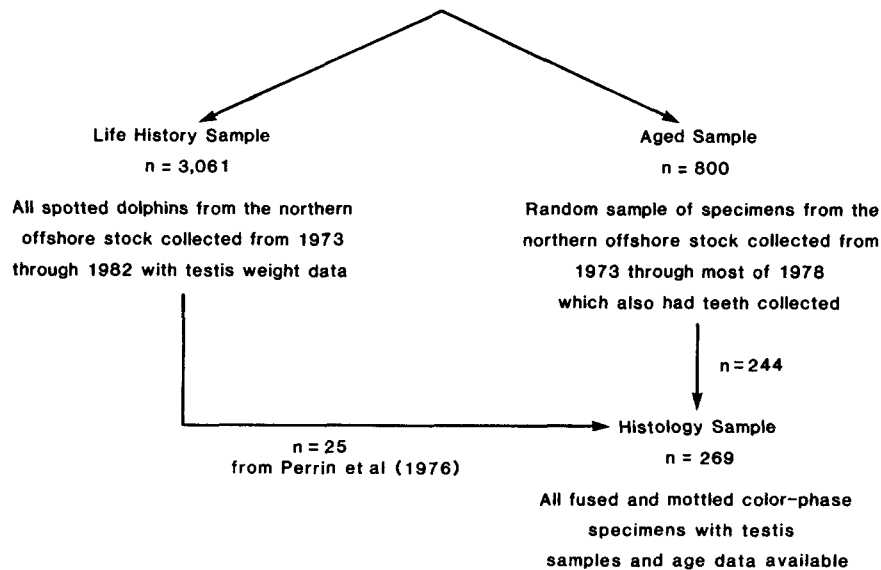 Life History Sample
n = 3,061
All spotted dolphins from the northern
offshore stock collected from 1973
through 1982 with testis weight data
Aged Sample
n = 800
Random sample of specimens from the
northern offshore stock collected from
1973 through most of 1978
which also had teeth collected
n = 244
n = 25
from Perrin et al (1976)
Histology Sample
n = 269
All fused and mottled color-phase
specimens with testis
samples and age data available